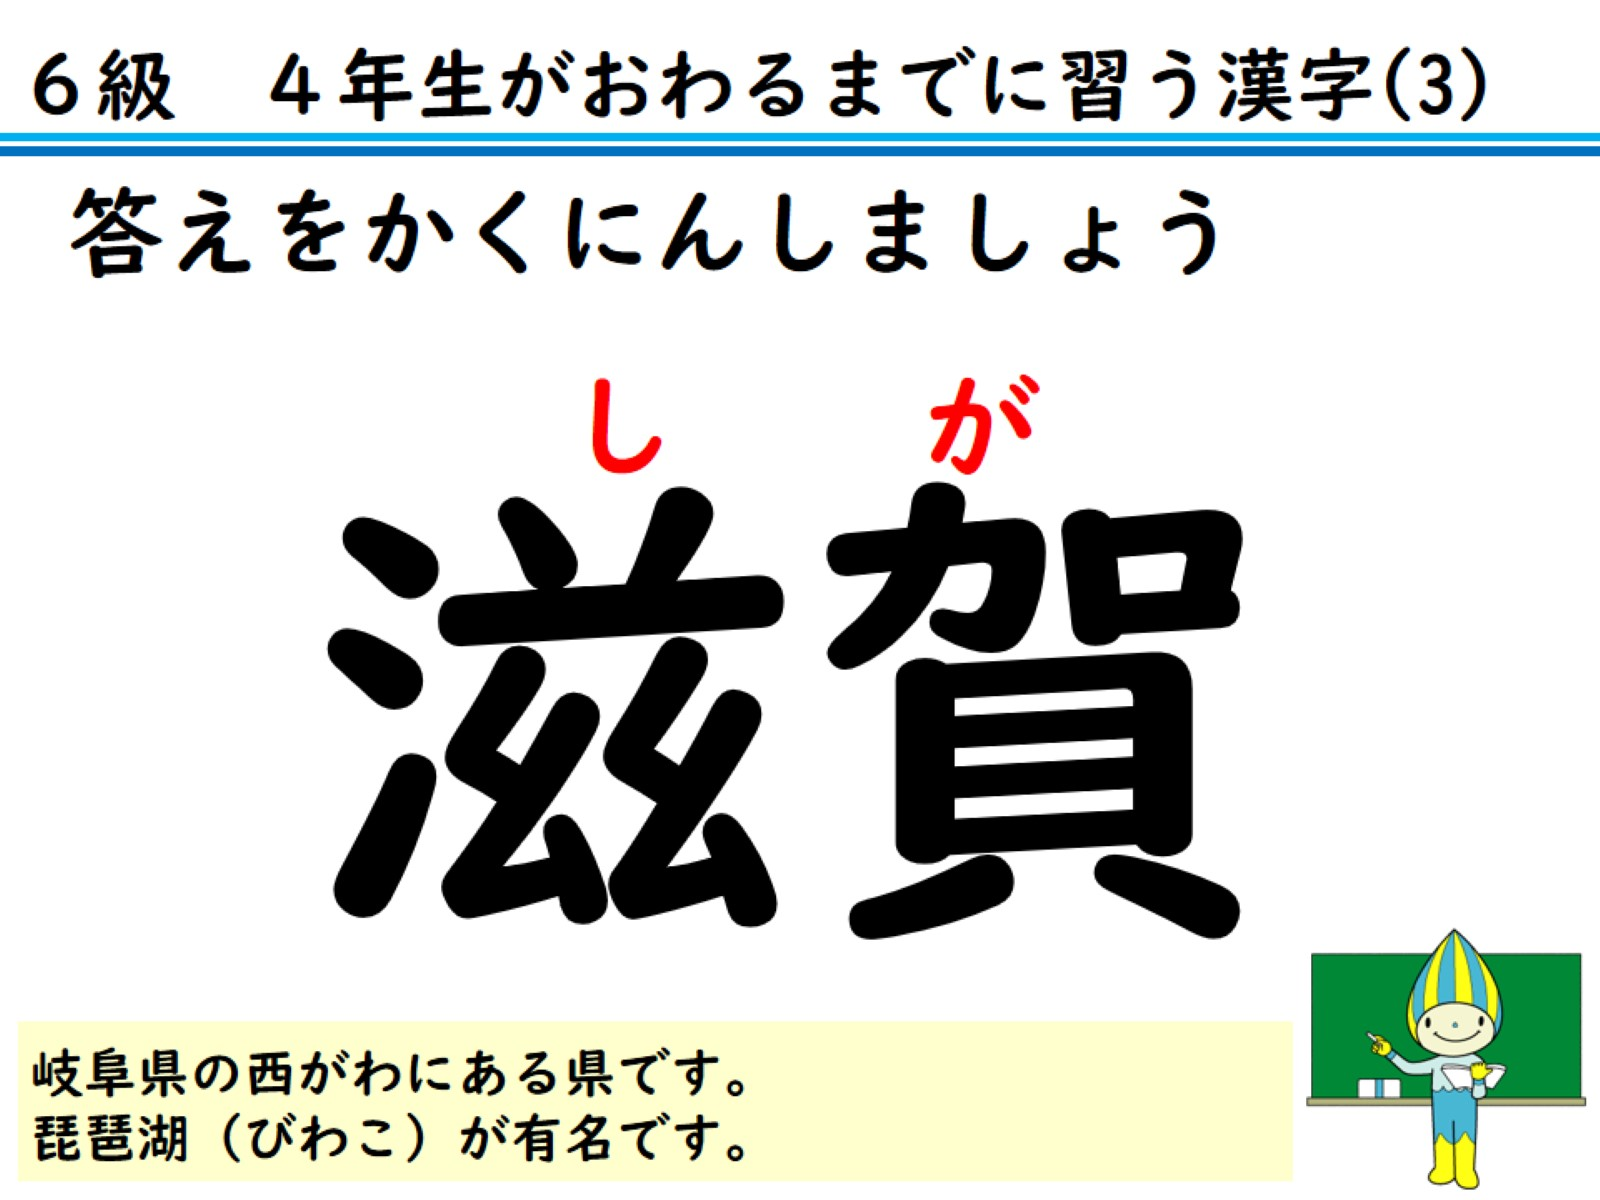 ６級　４年生がおわるまでに習う漢字(3)
答えをかくにんしましょう
し　が
滋賀
岐阜県の西がわにある県です。
琵琶湖（びわこ）が有名です。